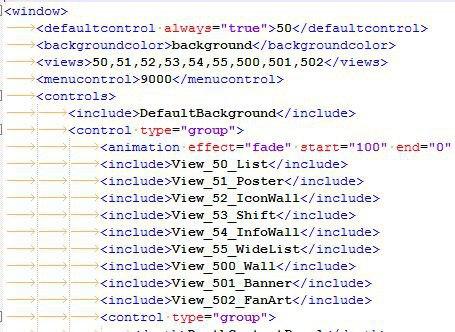 <window>
<defaultcontrol always="true">50</defaultcontrol>
<backgroundcolor>background</backgroundcolor>
<views>50,51,52,53,54,55,500,501,502</views>
<menucontrol>9000</menucontrol>
<controls>
<include>DefaultBackground</include>
<control type="group">
<animation effect="fade" start="100" end="0"
<include>View_50_List</include>
<include>View_51_Poster</include>
<include>View_52_IconWall</include>
<include>View_53_Shift</include>
<include>View_54_InfoWall</include>
<include>View_55_WideList</include>
<include>View_500_Wall</include>
<include>View_501_Banner</include>
<include>View_502_FanArt</include>
<control type="group">